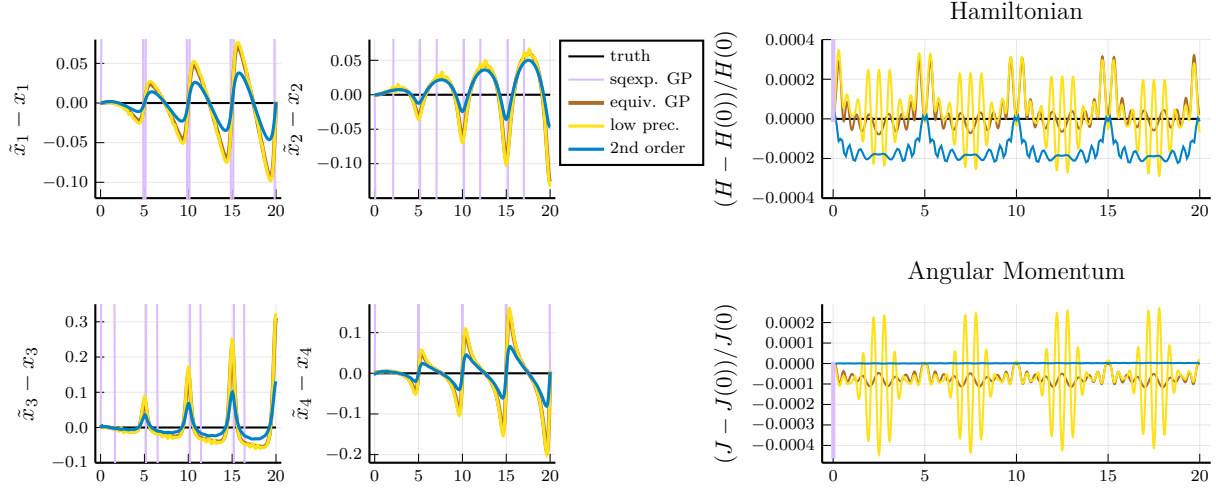 Hamiltonian
x̃₁ − x₁
0.05
0.00
−0.05
−0.10
0 5 10 15 20
x̃₂ − x₂
0.05
0.00
−0.05
−0.10
0 5 10 15 20
truth
sqexp. GP
equiv. GP
low prec.
2nd order
(H − H(0))/H(0)
0.0004
0.0002
0.0000
−0.0002
−0.0004
0 5 10 15 20
Angular Momentum
x̃₃ − x₃
0.3
0.2
0.1
0.0
−0.1
0 5 10 15 20
x̃₄ − x₄
0.1
0.0
−0.1
−0.2
0 5 10 15 20
(J − J(0))/J(0)
0.0002
0.0001
0.0000
−0.0001
−0.0002
−0.0003
−0.0004
0 5 10 15 20